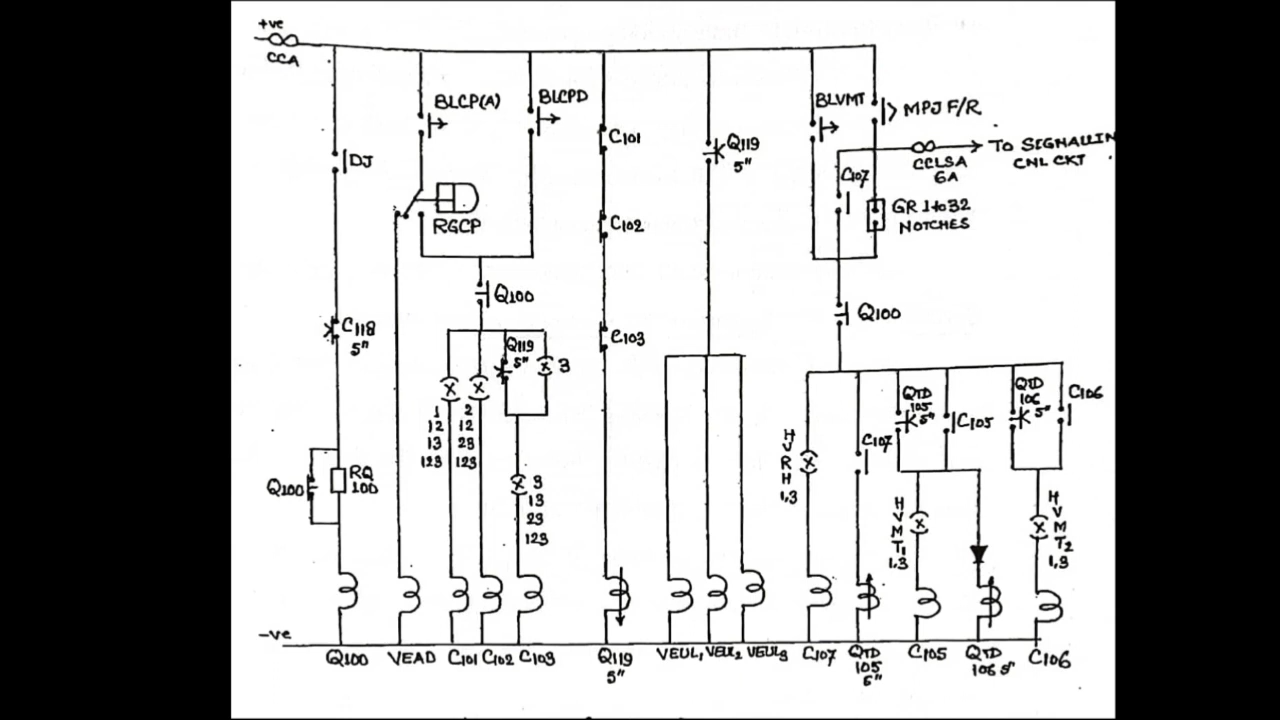 +ve
CCA
BLCP(A)
BLCPD
BLVMT
MPJ F/R
DJ
C101
Q119
5"
TO SIGNALLIN
CNL CKT
CCLSA
6A
C107
GR 1 to 32
NOTCHES
RGCP
C102
Q100
Q100
C118
5"
C103
Q119
5"
3
1
12
13
123
2
12
23
123
3
13
23
123
Q100
RQ
100
H
V
R
H
1,3
C107
QTD
105
5"
C105
QTD
106
5"
C106
H
V
M
T1
1,3
H
V
M
T2
1,3
-ve
Q100
VEAD
C101
C102
C103
Q119
5"
VEUL1
VEUL2
VEUL3
C107
QTD
105
5"
C105
QTD
106 5"
C106